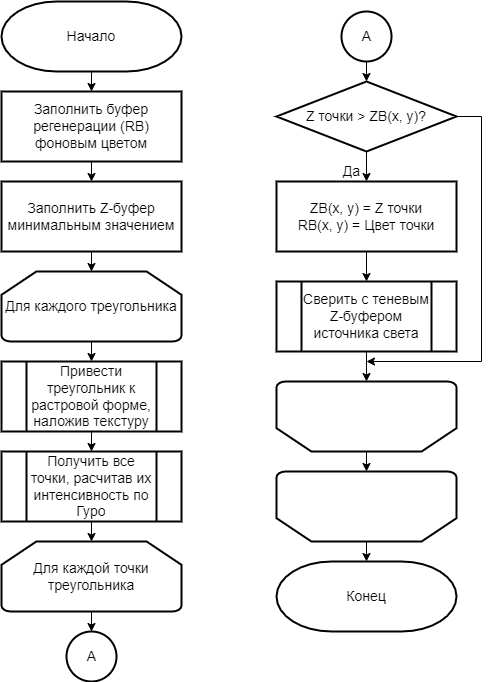 Начало
Заполнить буфер
регенерации (RB)
фоновым цветом
Заполнить Z-буфер
минимальным значением
Для каждого треугольника
Привести
треугольник к
растровой форме,
наложив текстуру
Получить все
точки, расчитав их
интенсивность по
Гуро
Для каждой точки
треугольника
А
А
Z точки > ZB(x, y)?
Да
ZB(x, y) = Z точки
RB(x, y) = Цвет точки
Сверить с теневым
Z-буфером
источника света
Конец